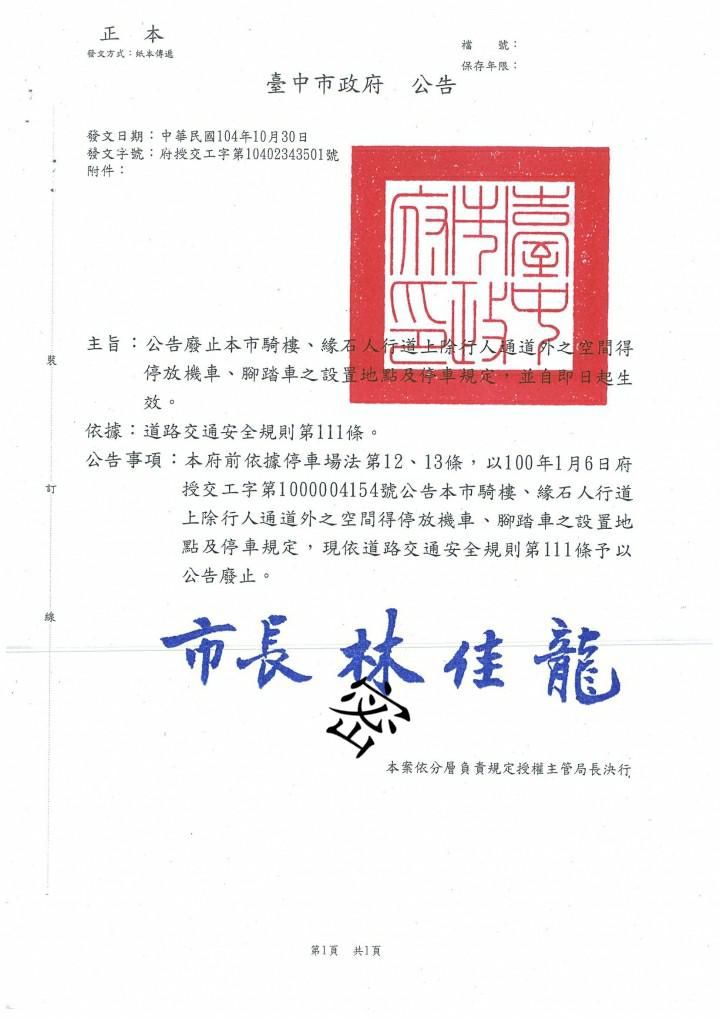 正本
發文方式：紙本傳遞
檔　　號：
保存年限：
臺中市政府　公告
發文日期：中華民國104年10月30日
發文字號：府授交工字第10402343501號
附件：
臺中市政府印
主旨：公告廢止本市騎樓、緣石人行道上除行人通道外之空間得
停放機車、腳踏車之設置地點及停車規定，並自即日起生
效。
依據：道路交通安全規則第111條。
公告事項：本府前依據停車場法第12、13條，以100年1月6日府
授交工字第1000004154號公告本市騎樓、緣石人行道
上除行人通道外之空間得停放機車、腳踏車之設置地
點及停車規定，現依道路交通安全規則第111條予以
公告廢止。
裝
訂
線
市長 林佳龍
密
本案依分層負責規定授權主管局長決行
第1頁　共1頁